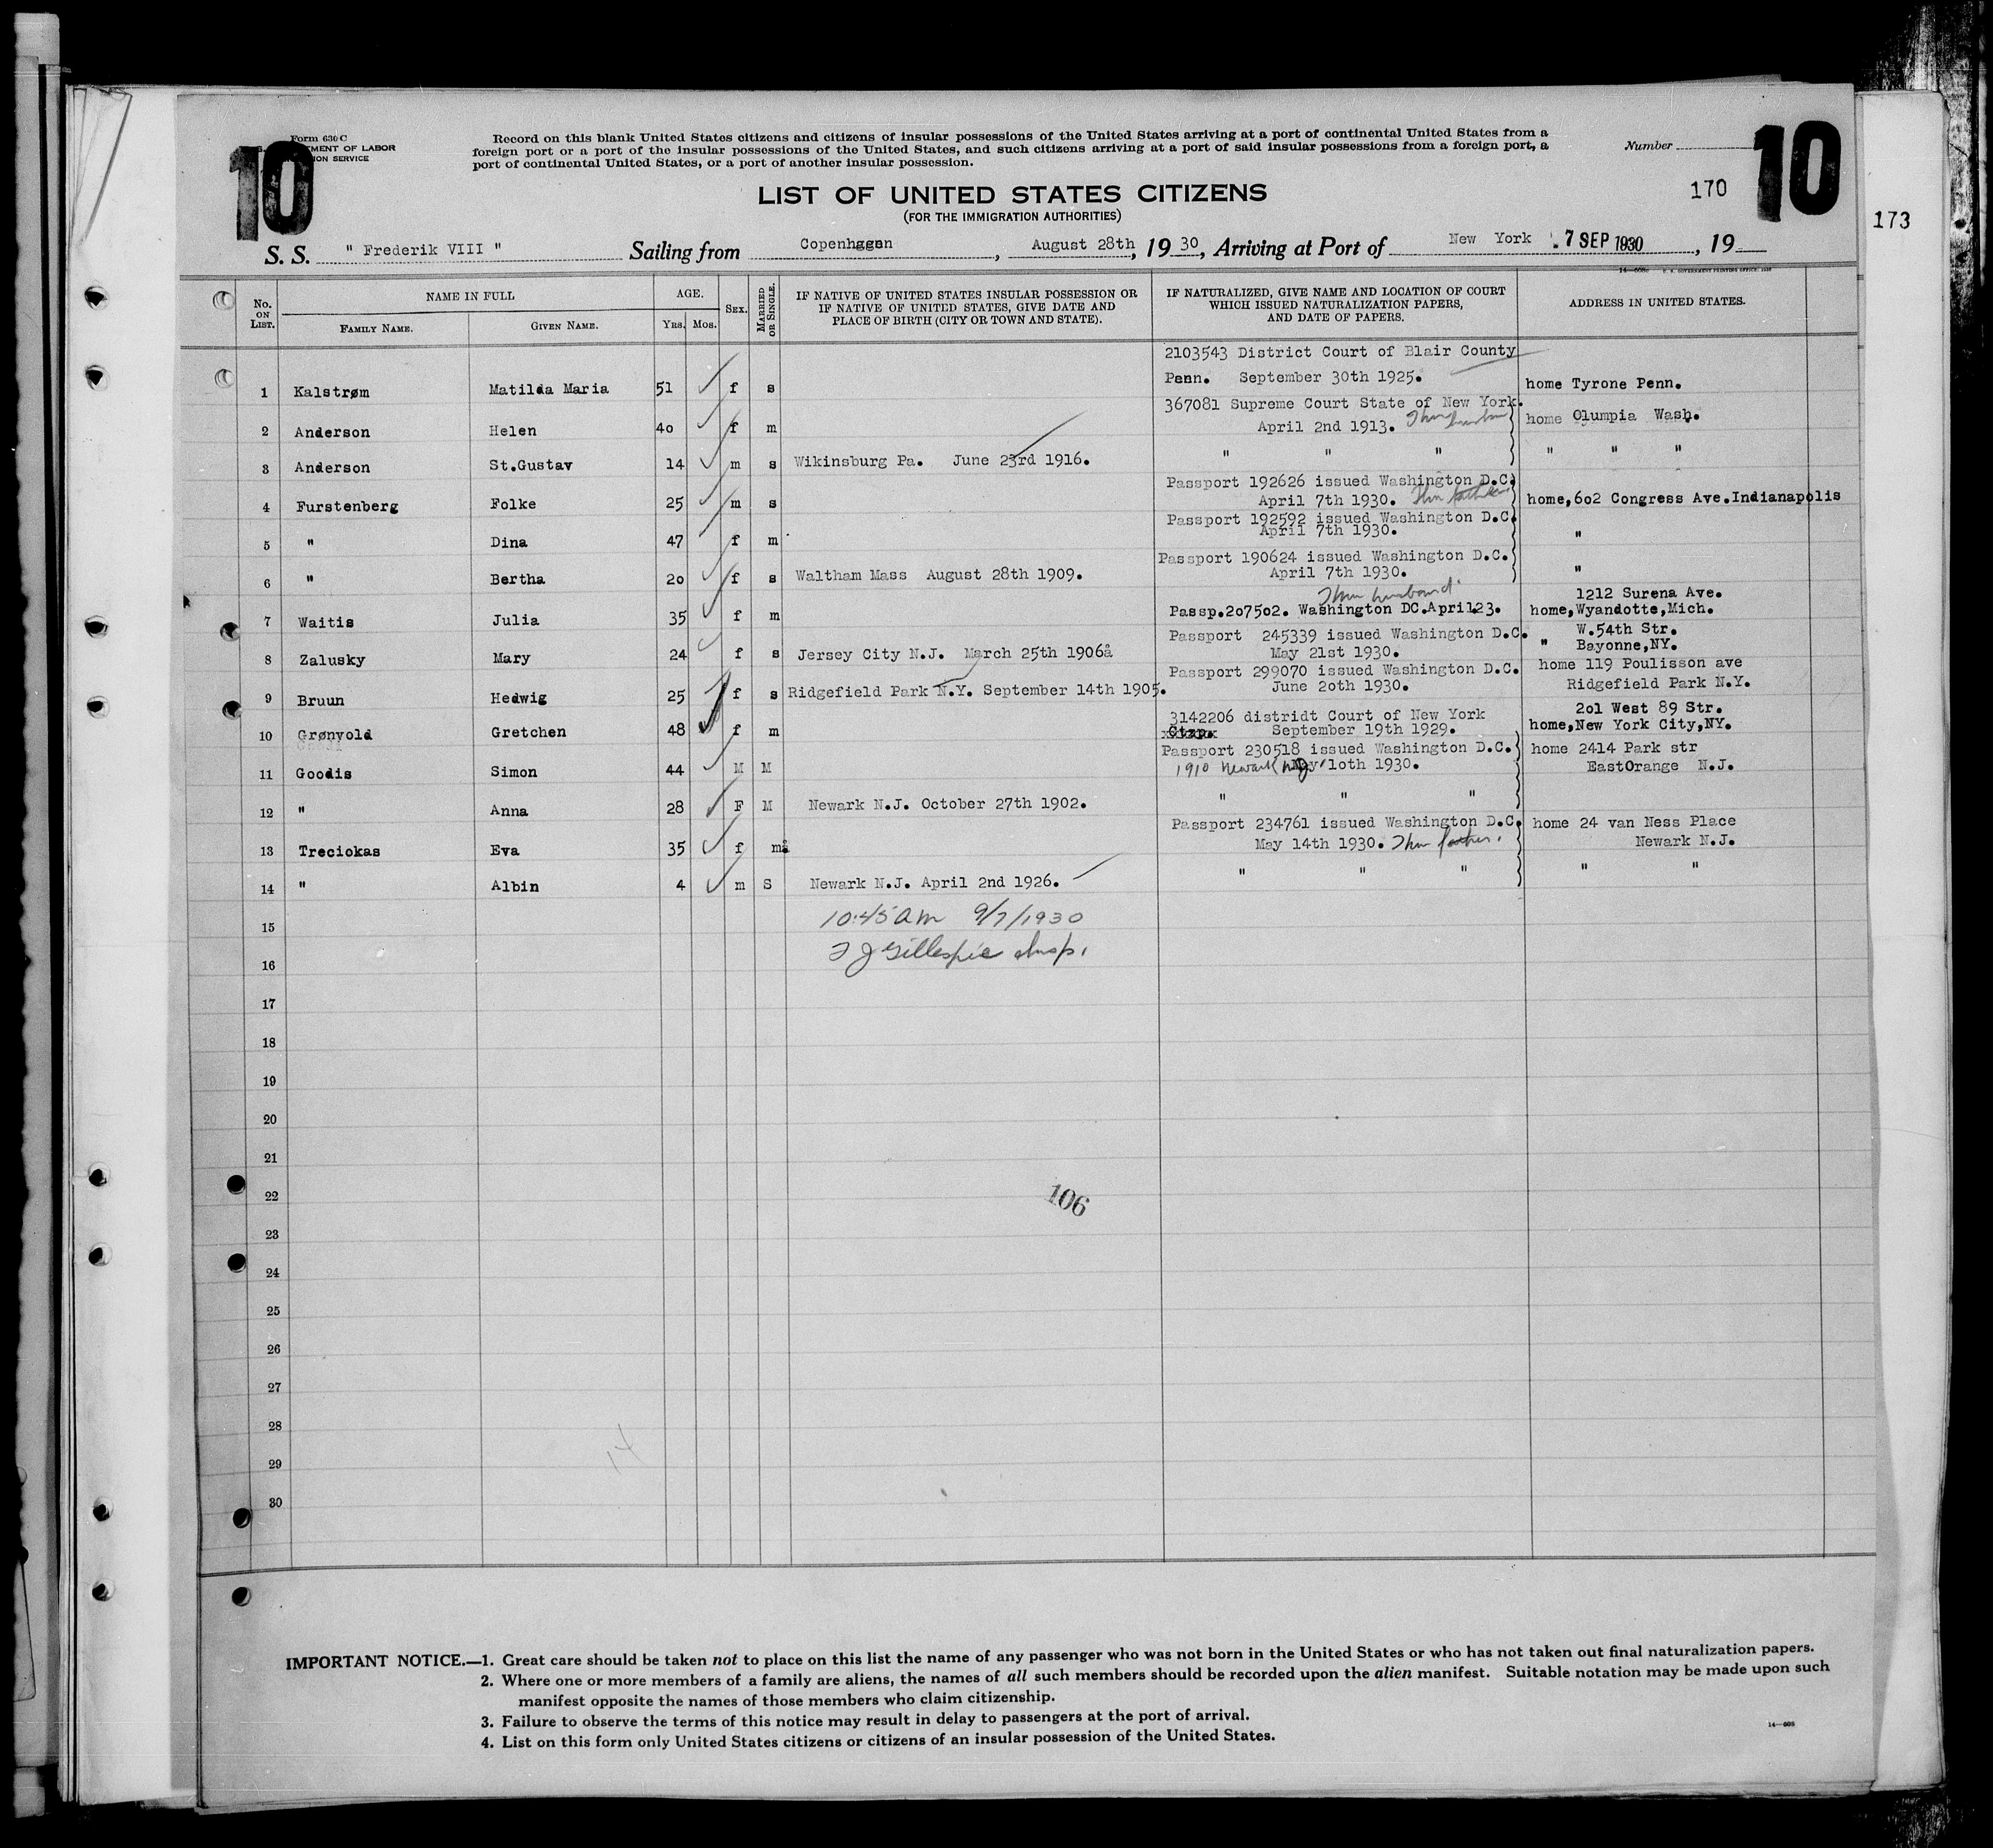 Form 630 C
MENT OF LABOR
ION SERVICE
10
Record on this blank United States citizens and citizens of insular possessions of the United States arriving at a port of continental United States from a
foreign port or a port of the insular possessions of the United States, and such citizens arriving at a port of said insular possessions from a foreign port, a
port of continental United States, or a port of another insular possession.
Number
10
170
173
LIST OF UNITED STATES CITIZENS
(FOR THE IMMIGRATION AUTHORITIES)
S. S. " Frederik VIII " Sailing from Copenhagen, August 28th, 19 30, Arriving at Port of New York 7 SEP 1930, 19
No. ON LIST. NAME IN FULL AGE. SEX. MARRIED OR SINGLE. IF NATIVE OF UNITED STATES INSULAR POSSESSION OR IF NATIVE OF UNITED STATES, GIVE DATE AND PLACE OF BIRTH (CITY OR TOWN AND STATE). IF NATURALIZED, GIVE NAME AND LOCATION OF COURT WHICH ISSUED NATURALIZATION PAPERS, AND DATE OF PAPERS. ADDRESS IN UNITED STATES.
FAMILY NAME. GIVEN NAME. YRS. MOS.
2103543 District Court of Blair County
1 Kalstrøm Matilda Maria 51 f s Penn. September 30th 1925. home Tyrone Penn.
367081 Supreme Court State of New York.
2 Anderson Helen 40 f m April 2nd 1913. Thru husban home Olumpia Wash.
3 Anderson St.Gustav 14 m s Wikinsburg Pa. June 23rd 1916. " " " " " "
Passport 192626 issued Washington D.C.
4 Furstenberg Folke 25 m s April 7th 1930. Thru home,602 Congress Ave.Indianapolis
Passport 192592 issued Washington D.C.
5 " Dina 47 f m April 7th 1930. "
Passport 190624 issued Washington D.C.
6 " Bertha 20 f s Waltham Mass August 28th 1909. April 7th 1930. "
Thru husband 1212 Surena Ave.
7 Waitis Julia 35 f m Passp.207502. Washington DC.April23. home,Wyandotte,Mich.
Passport 245339 issued Washington D.C. W.54th Str.
8 Zalusky Mary 24 f s Jersey City N.J. March 25th 1906å May 21st 1930. " Bayonne,NY.
Passport 299070 issued Washington D.C. home 119 Poulisson ave
9 Bruun Hedwig 25 f s Ridgefield Park N.Y. September 14th 1905. June 20th 1930. Ridgefield Park N.Y.
3142206 distridt Court of New York 201 West 89 Str.
10 Grønvold Gretchen 48 f m September 19th 1929. home,New York City,NY.
Passport 230518 issued Washington D.C. home 2414 Park str
11 Goodis Simon 44 M M 1910 Newark NJ May 10th 1930. EastOrange N.J.
12 " Anna 28 F M Newark N.J. October 27th 1902. " " "
Passport 234761 issued Washington D.C. home 24 van Ness Place
13 Treciokas Eva 35 f m May 14th 1930. Thru father. Newark N.J.
14 " Albin 4 m S Newark N.J. April 2nd 1926. " " " " "
15 10:45 am 9/7/1930
16 J Gillespie
17
18
19
20
21
22 106
23
24
25
26
27
28
29 14
30
IMPORTANT NOTICE.—1. Great care should be taken not to place on this list the name of any passenger who was not born in the United States or who has not taken out final naturalization papers.
2. Where one or more members of a family are aliens, the names of all such members should be recorded upon the alien manifest. Suitable notation may be made upon such
manifest opposite the names of those members who claim citizenship.
3. Failure to observe the terms of this notice may result in delay to passengers at the port of arrival.
4. List on this form only United States citizens or citizens of an insular possession of the United States.
14—608